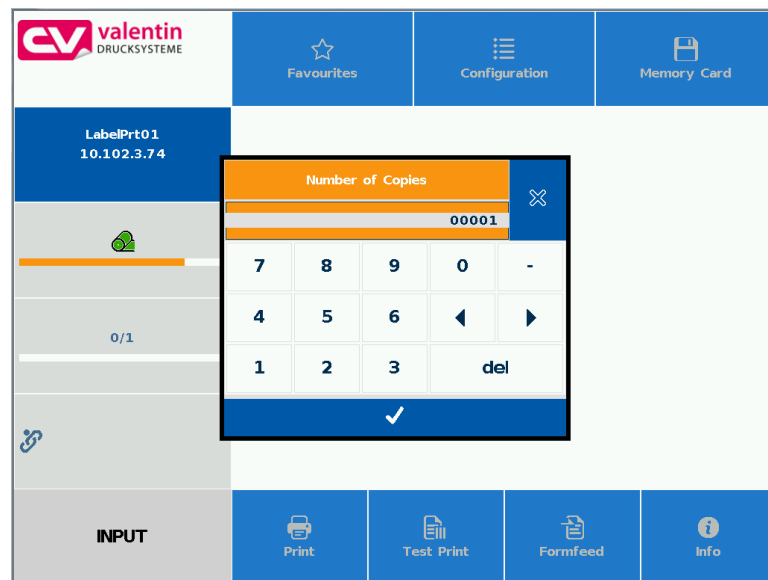 CV valentin
DRUCKSYSTEME
Favourites
Configuration
Memory Card
LabelPrt01
10.102.3.74
Number of Copies
00001
7 8 9 0 -
4 5 6
0/1
1 2 3 del
INPUT
Print
Test Print
Formfeed
i
Info